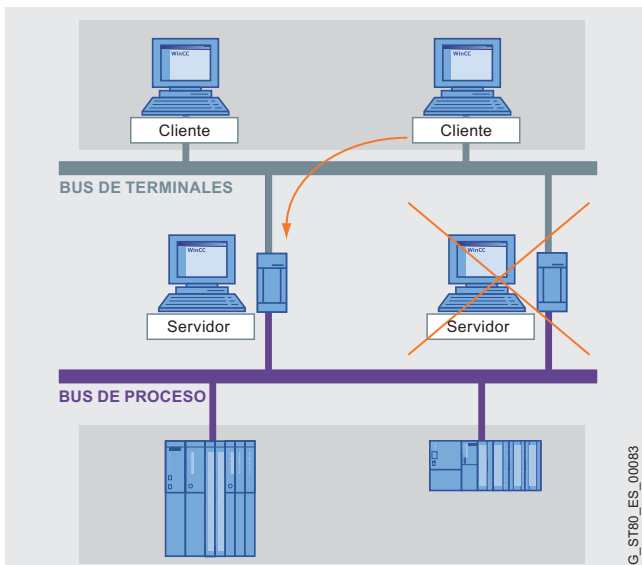 WinCC
WinCC
Cliente
Cliente
BUS DE TERMINALES
WinCC
WinCC
Servidor
Servidor
BUS DE PROCESO
G_ST80_ES_00083